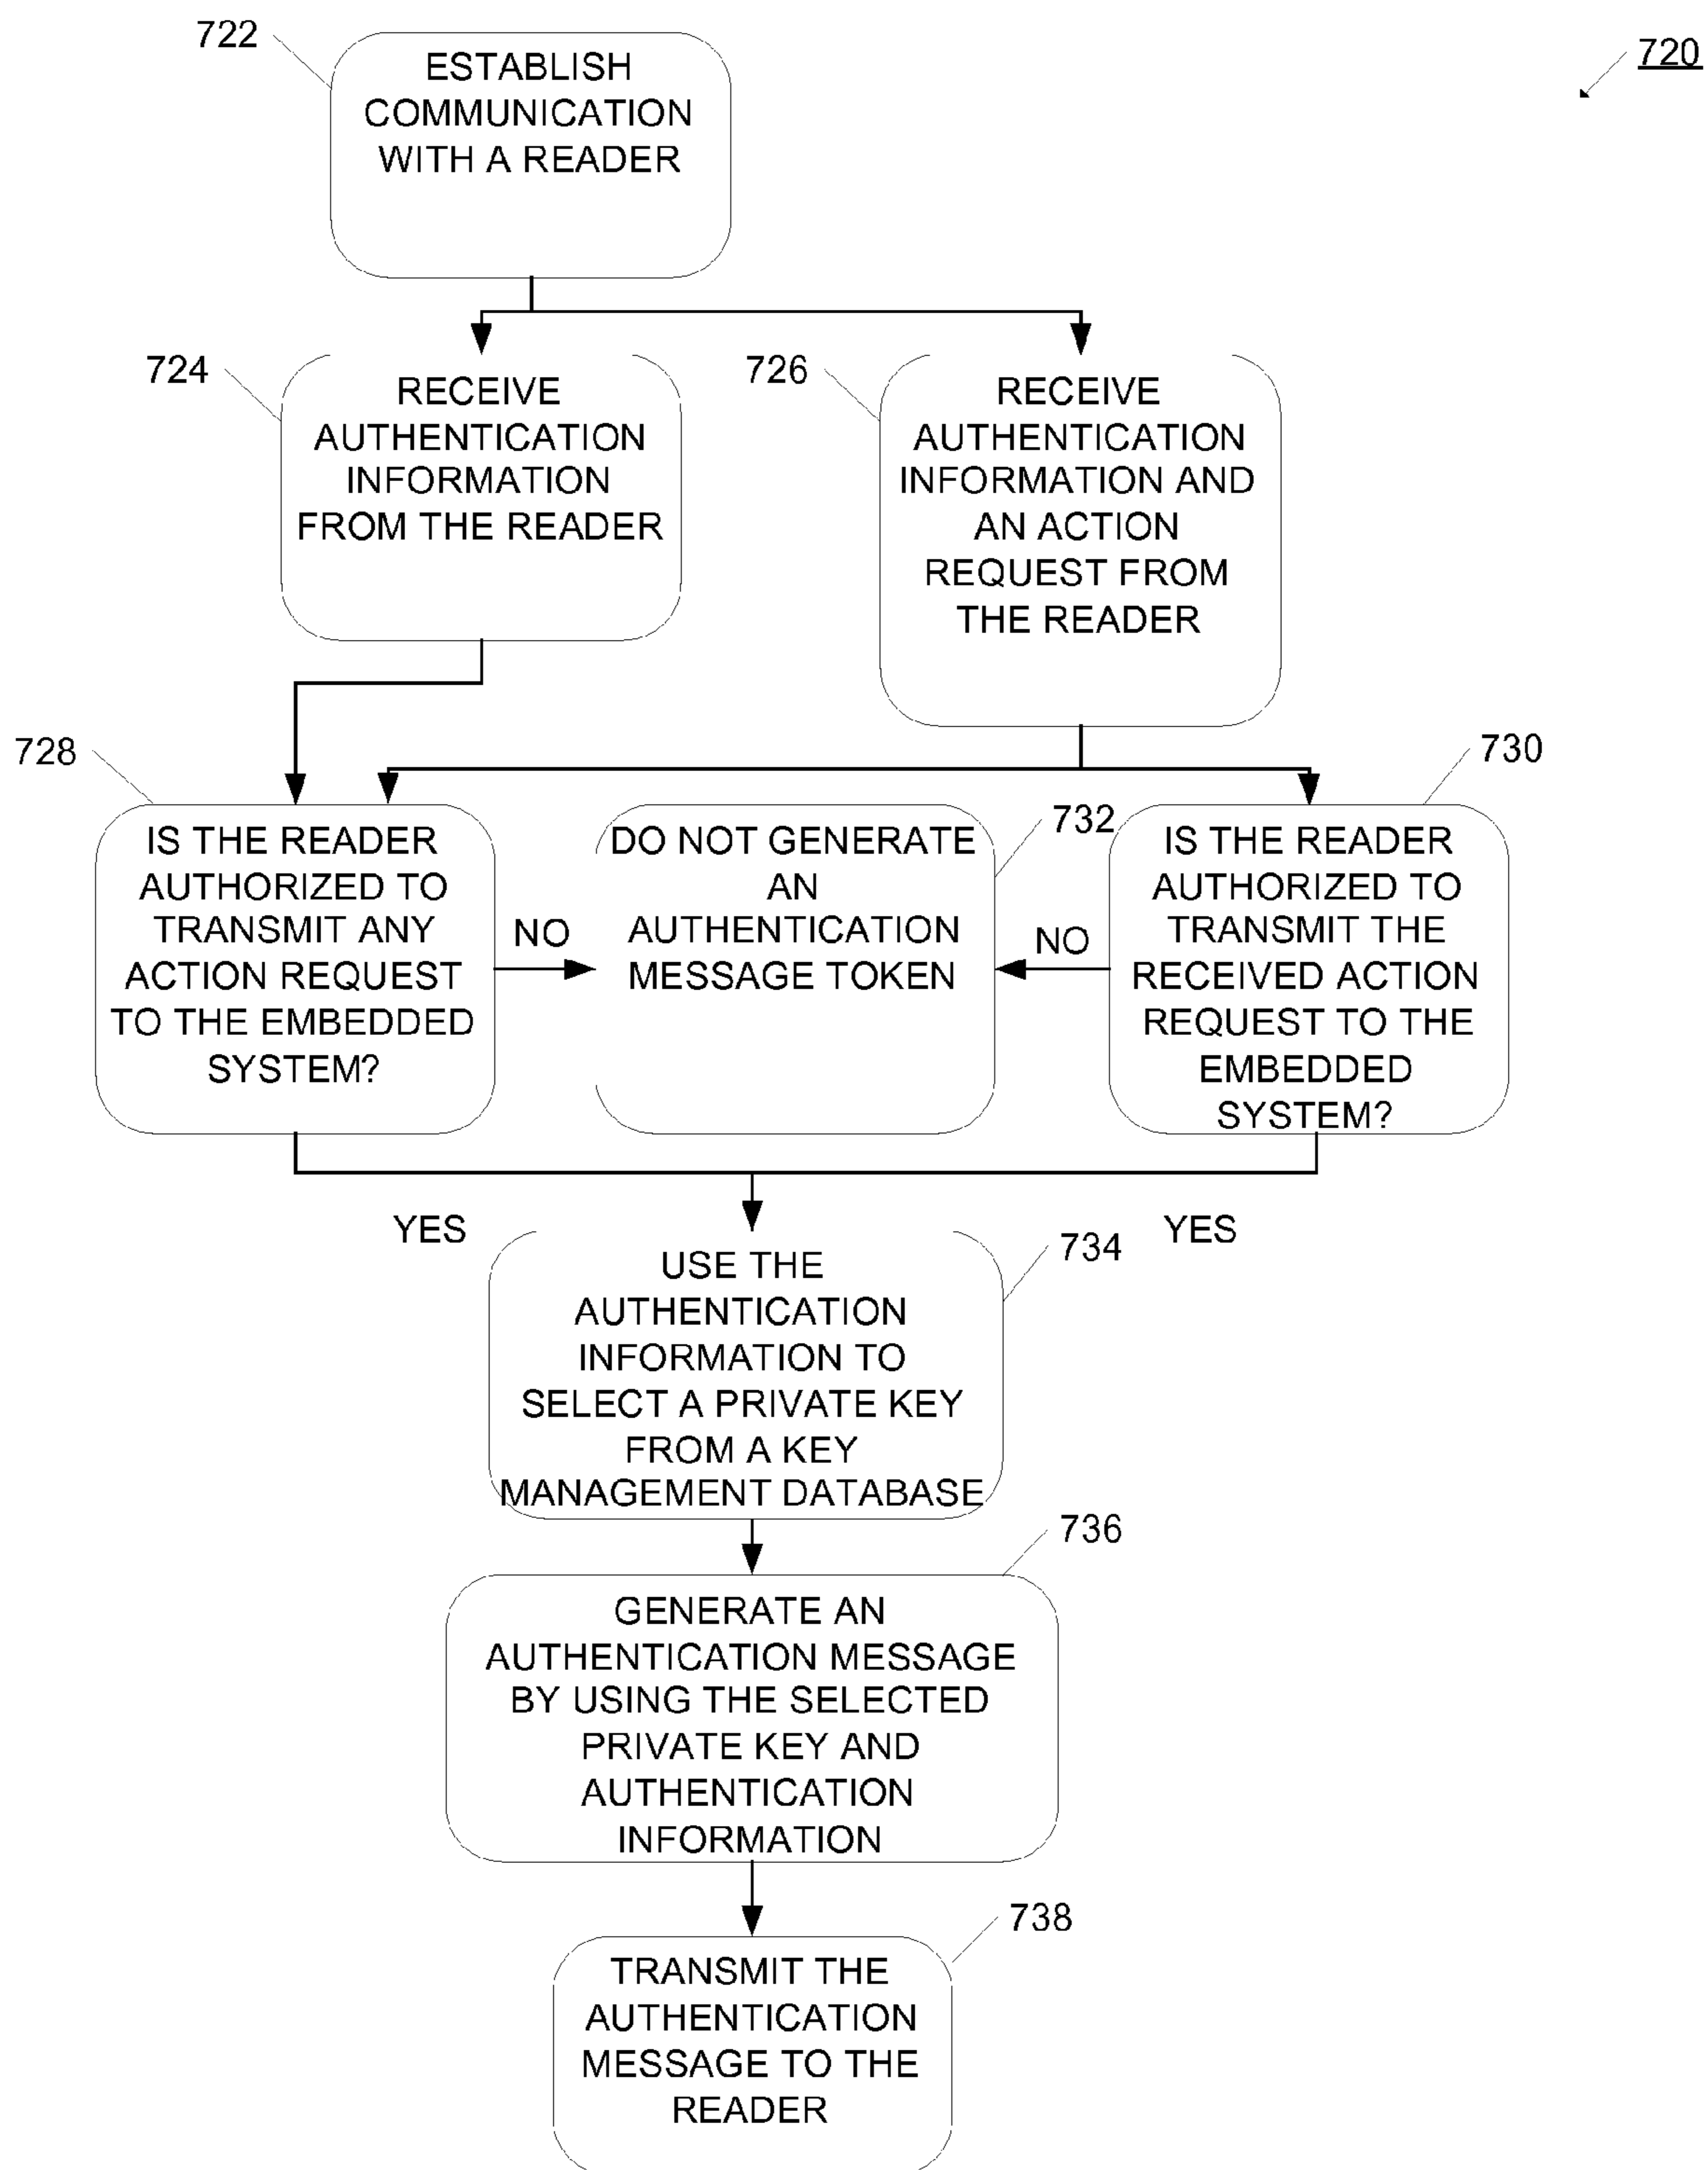 722
ESTABLISH
COMMUNICATION
WITH A READER
720
724
RECEIVE
AUTHENTICATION
INFORMATION
FROM THE READER
726
RECEIVE
AUTHENTICATION
INFORMATION AND
AN ACTION
REQUEST FROM
THE READER
728
IS THE READER
AUTHORIZED TO
TRANSMIT ANY
ACTION REQUEST
TO THE EMBEDDED
SYSTEM?
NO
732
DO NOT GENERATE
AN
AUTHENTICATION
MESSAGE TOKEN
NO
730
IS THE READER
AUTHORIZED TO
TRANSMIT THE
RECEIVED ACTION
REQUEST TO THE
EMBEDDED
SYSTEM?
YES
YES
734
USE THE
AUTHENTICATION
INFORMATION TO
SELECT A PRIVATE KEY
FROM A KEY
MANAGEMENT DATABASE
736
GENERATE AN
AUTHENTICATION MESSAGE
BY USING THE SELECTED
PRIVATE KEY AND
AUTHENTICATION
INFORMATION
738
TRANSMIT THE
AUTHENTICATION
MESSAGE TO THE
READER